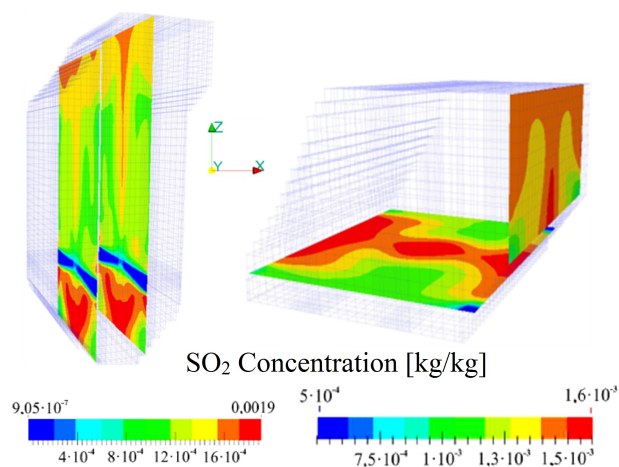 Z
Y X
SO₂ Concentration [kg/kg]
9.05·10⁻⁷ 0.0019
4·10⁻⁴ 8·10⁻⁴ 12·10⁻⁴ 16·10⁻⁴
5·10⁻⁴ 1,6·10⁻³
7,5·10⁻⁴ 1·10⁻³ 1,3·10⁻³ 1,5·10⁻³